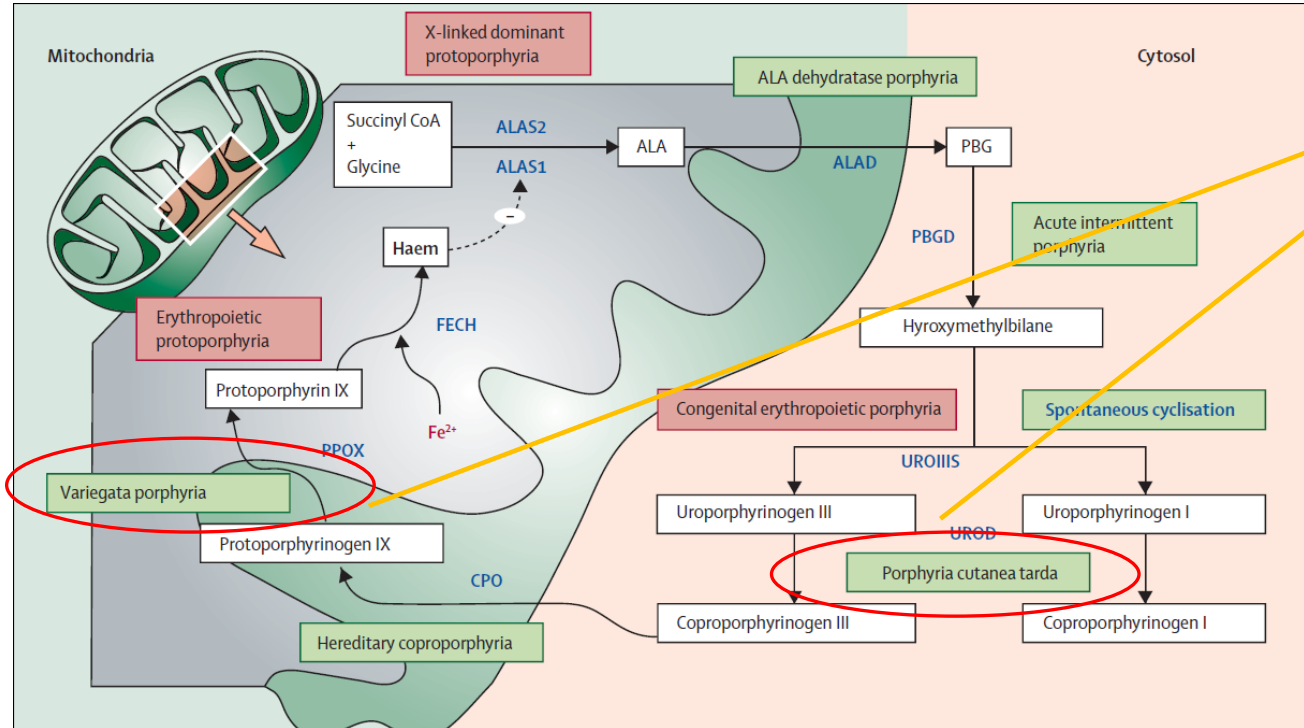 X-linked dominant
protoporphyria
Mitochondria
Cytosol
ALA dehydratase porphyria
Succinyl CoA
+
Glycine
ALAS2
ALAS1
ALA
ALAD
PBG
–
Haem
PBGD
Acute intermittent
porphyria
Erythropoietic
protoporphyria
FECH
Hyroxymethylbilane
Protoporphyrin IX
Fe²⁺
Congenital erythropoietic porphyria
Spontaneous cyclisation
PPOX
UROIIIS
Variegata porphyria
Uroporphyrinogen III
Uroporphyrinogen I
UROD
Protoporphyrinogen IX
Porphyria cutanea tarda
CPO
Hereditary coproporphyria
Coproporphyrinogen III
Coproporphyrinogen I